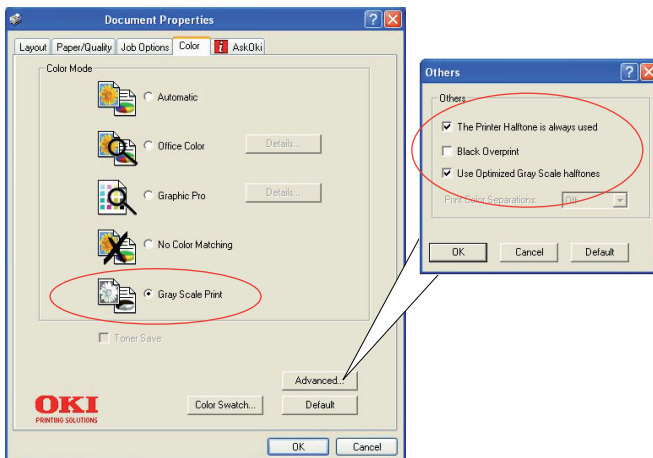 Document Properties
Layout
Paper/Quality
Job Options
Color
AskOki
Color Mode
Automatic
Office Color
Details...
Graphic Pro
Details...
No Color Matching
Gray Scale Print
Toner Save
Advanced...
OKI
PRINTING SOLUTIONS
Color Swatch...
Default
OK
Cancel
Others
Others
The Printer Halftone is always used
Black Overprint
Use Optimized Gray Scale halftones
Print Color Separations:
Off
OK
Cancel
Default